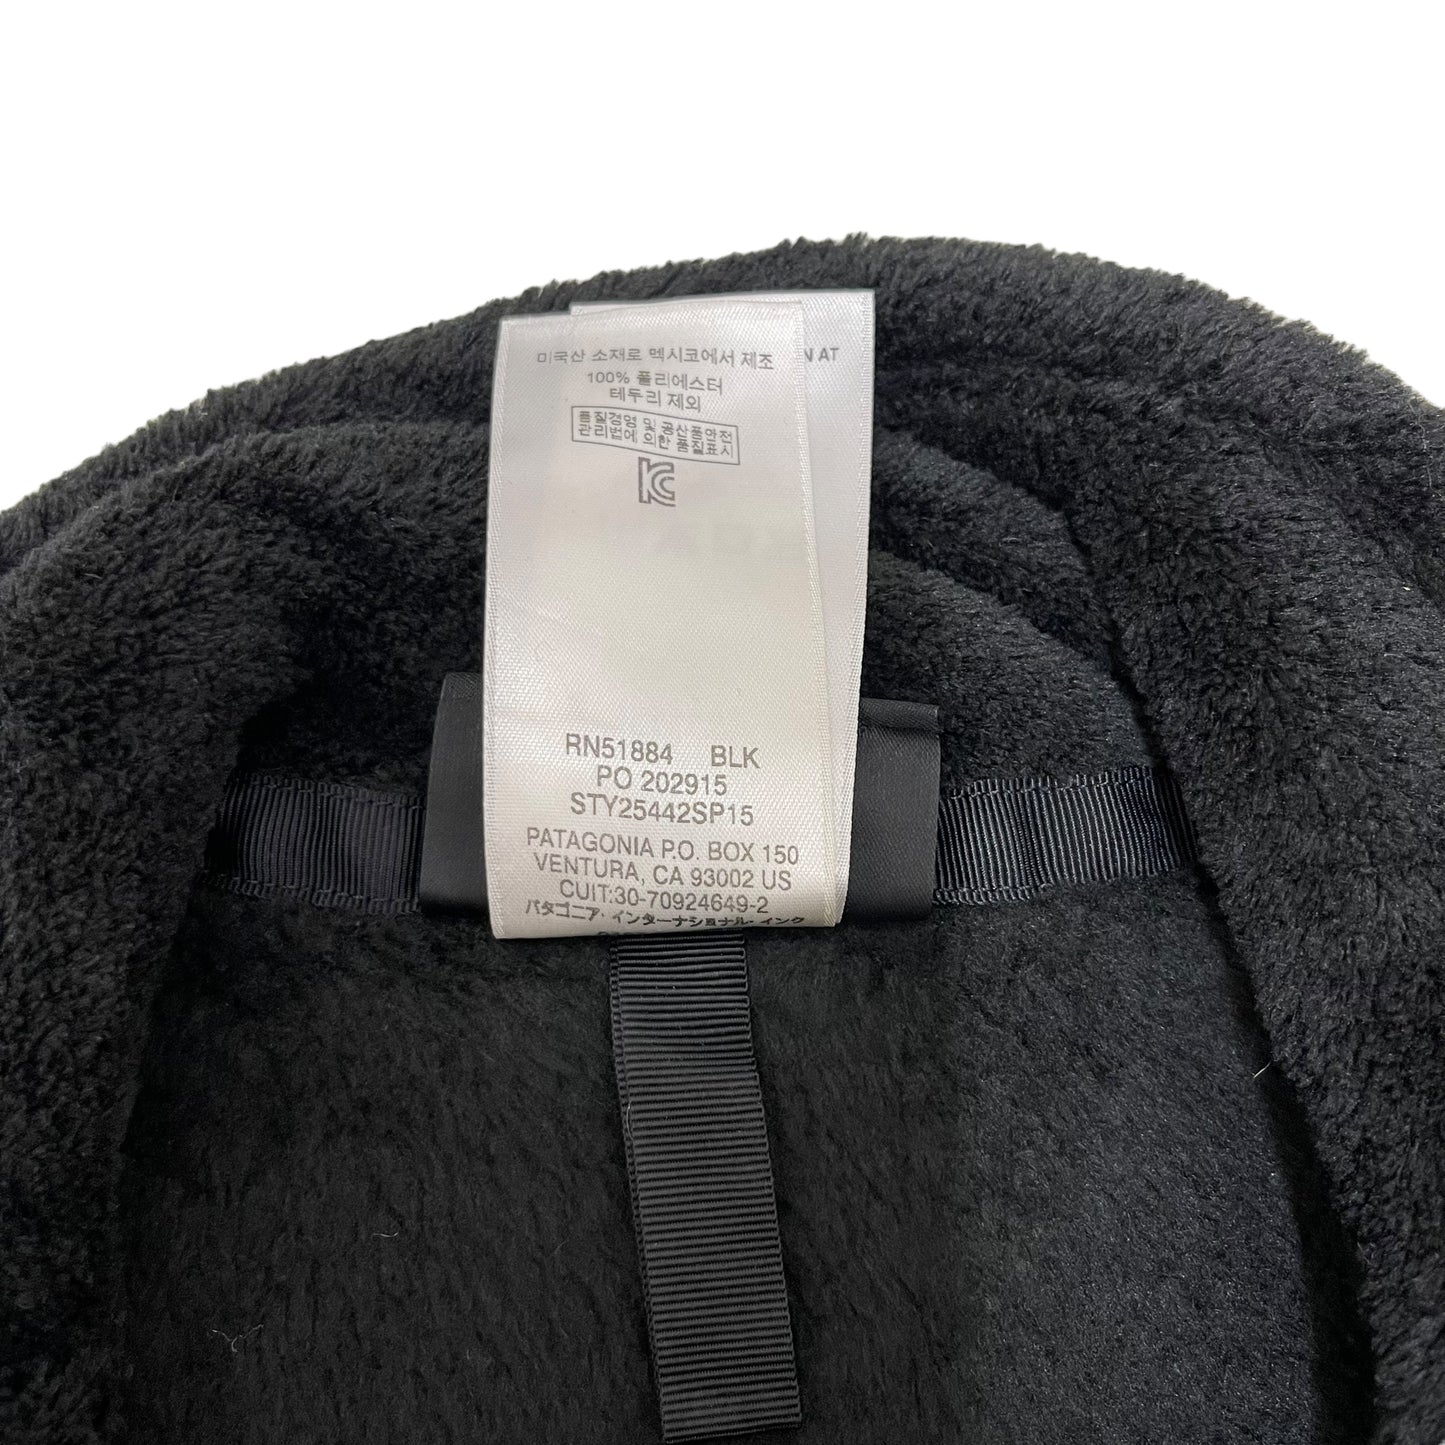 미국산 소재로 멕시코에서 제조
N AT
100% 폴리에스터
테두리 제외
품질경영 및 공산품안전
관리법에 의한 품질표시
KC
RN51884 BLK
PO 202915
STY25442SP15
PATAGONIA P.O. BOX 150
VENTURA, CA 93002 US
CUIT:30-70924649-2
パタゴニア・インターナショナル・インク